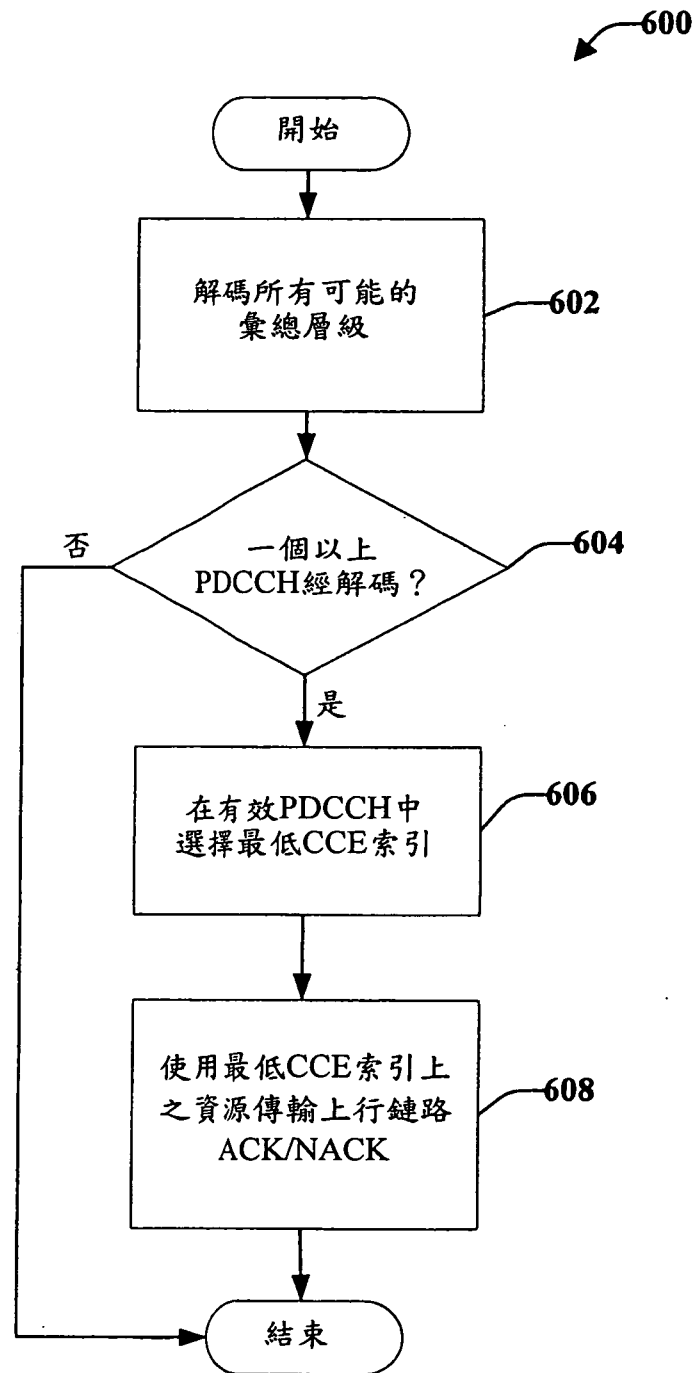 600
開始
解碼所有可能的
彙總層級
602
否
一個以上
PDCCH經解碼？
604
是
在有效PDCCH中
選擇最低CCE索引
606
使用最低CCE索引上
之資源傳輸上行鏈路
ACK/NACK
608
結束